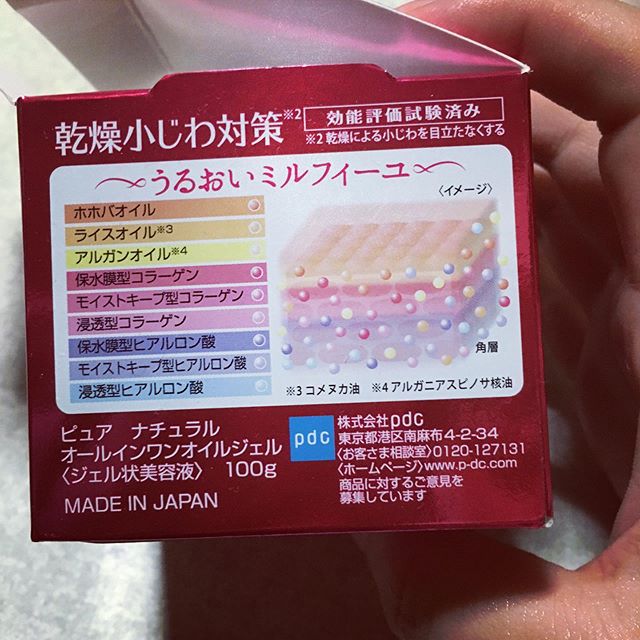 乾燥小じわ対策※2
効能評価試験済み
※2 乾燥による小じわを目立たなくする
うるおいミルフィーユ
〈イメージ〉
ホホバオイル
ライスオイル※3
アルガンオイル※4
保水膜型コラーゲン
モイストキープ型コラーゲン
浸透型コラーゲン
保水膜型ヒアルロン酸
モイストキープ型ヒアルロン酸
浸透型ヒアルロン酸
角層
※3 コメヌカ油 ※4 アルガニアスピノサ核油
ピュア ナチュラル
オールインワンオイルジェル
〈ジェル状美容液〉 100g
MADE IN JAPAN
pdc
株式会社pdc
東京都港区南麻布4-2-34
〈お客さま相談室〉0120-127131
〈ホームページ〉www.p-dc.com
商品に対するご意見を
募集しています